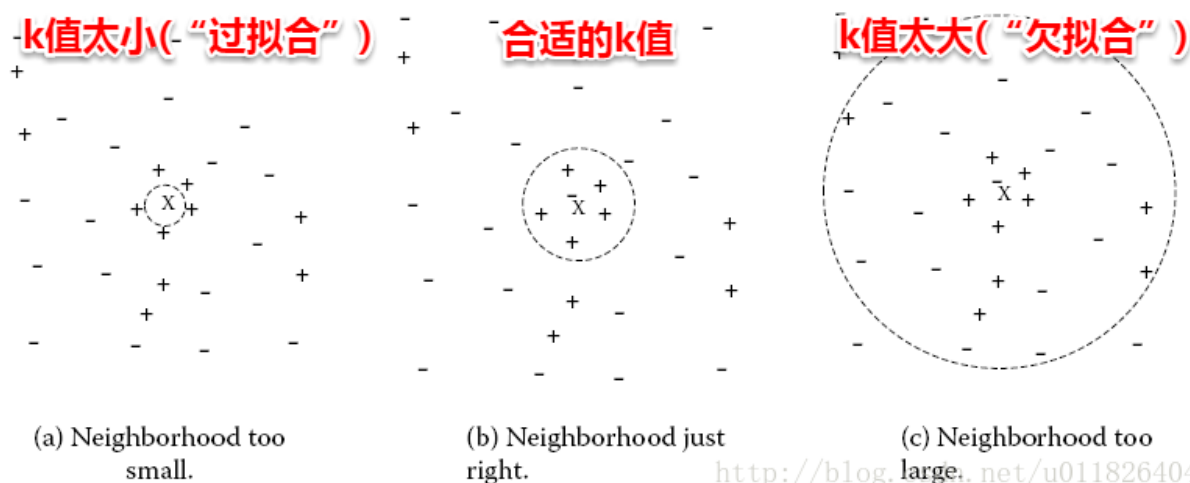 k值太小(“过拟合”)
合适的k值
k值太大(“欠拟合”)
X
X
X
(a) Neighborhood too
small.
(b) Neighborhood just
right.
(c) Neighborhood too
large.
http://blog.csdn.net/u01182640